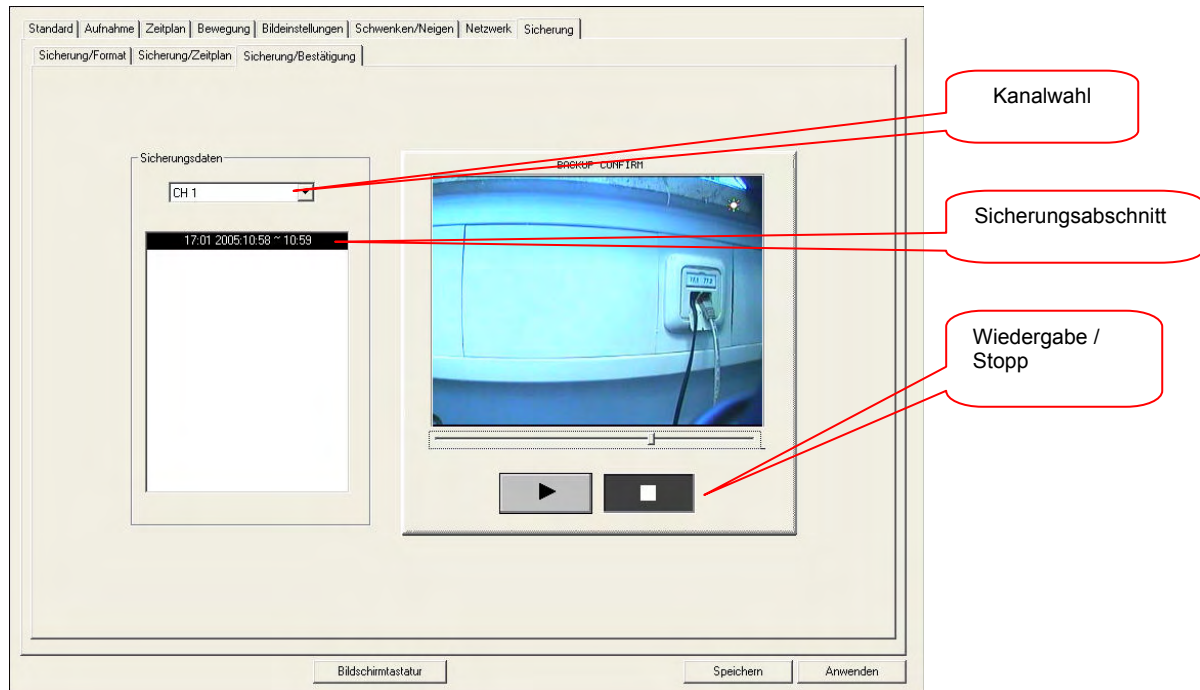 Standard Aufnahme Zeitplan Bewegung Bildeinstellungen Schwenken/Neigen Netzwerk Sicherung
Sicherung/Format Sicherung/Zeitplan Sicherung/Bestätigung
Kanalwahl
Sicherungsdaten
BACKUP CONFIRM
CH 1
Sicherungsabschnitt
17:01 2005:10:58 ~ 10:59
Wiedergabe /
Stopp
Bildschirmtastatur
Speichern
Anwenden